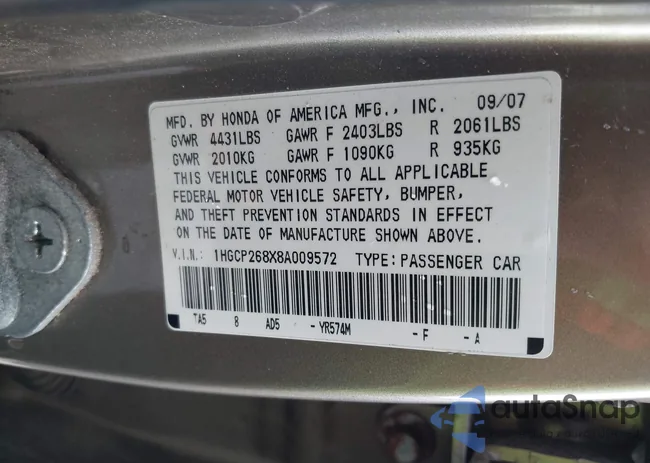 MFD. BY HONDA OF AMERICA MFG., INC. 09/07
GVWR 4431LBS GAWR F 2403LBS R 2061LBS
GVWR 2010KG GAWR F 1090KG R 935KG
THIS VEHICLE CONFORMS TO ALL APPLICABLE
FEDERAL MOTOR VEHICLE SAFETY, BUMPER,
AND THEFT PREVENTION STANDARDS IN EFFECT
ON THE DATE OF MANUFACTURE SHOWN ABOVE.
V.I.N.: 1HGCP268X8A009572 TYPE: PASSENGER CAR
TA5 8 AD5 - YR574M - F - A
autoSnap